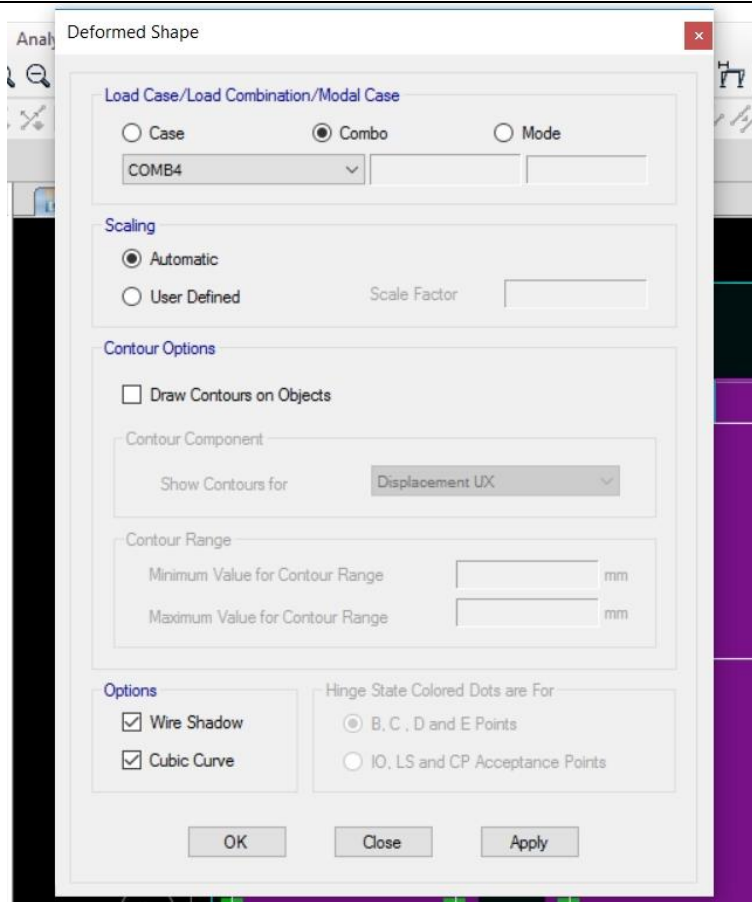 Analy
Deformed Shape
Load Case/Load Combination/Modal Case
Case Combo Mode
COMB4
Scaling
Automatic
User Defined Scale Factor
Contour Options
Draw Contours on Objects
Contour Component
Show Contours for Displacement UX
Contour Range
Minimum Value for Contour Range mm
Maximum Value for Contour Range mm
Options Hinge State Colored Dots are For
Wire Shadow B, C , D and E Points
Cubic Curve IO, LS and CP Acceptance Points
OK Close Apply